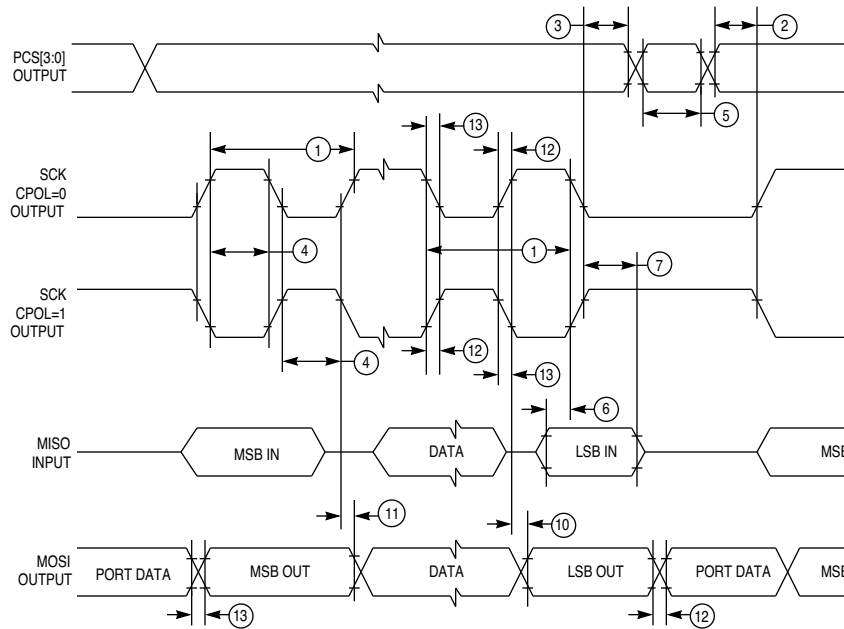 3
2
PCS[3:0]
OUTPUT
5
13
1
12
SCK
CPOL=0
OUTPUT
4
1
7
SCK
CPOL=1
OUTPUT
12
4
13
6
MISO
INPUT
MSB IN
DATA
LSB IN
MSB
11
10
MOSI
OUTPUT
PORT DATA
MSB OUT
DATA
LSB OUT
PORT DATA
MSB
13
12